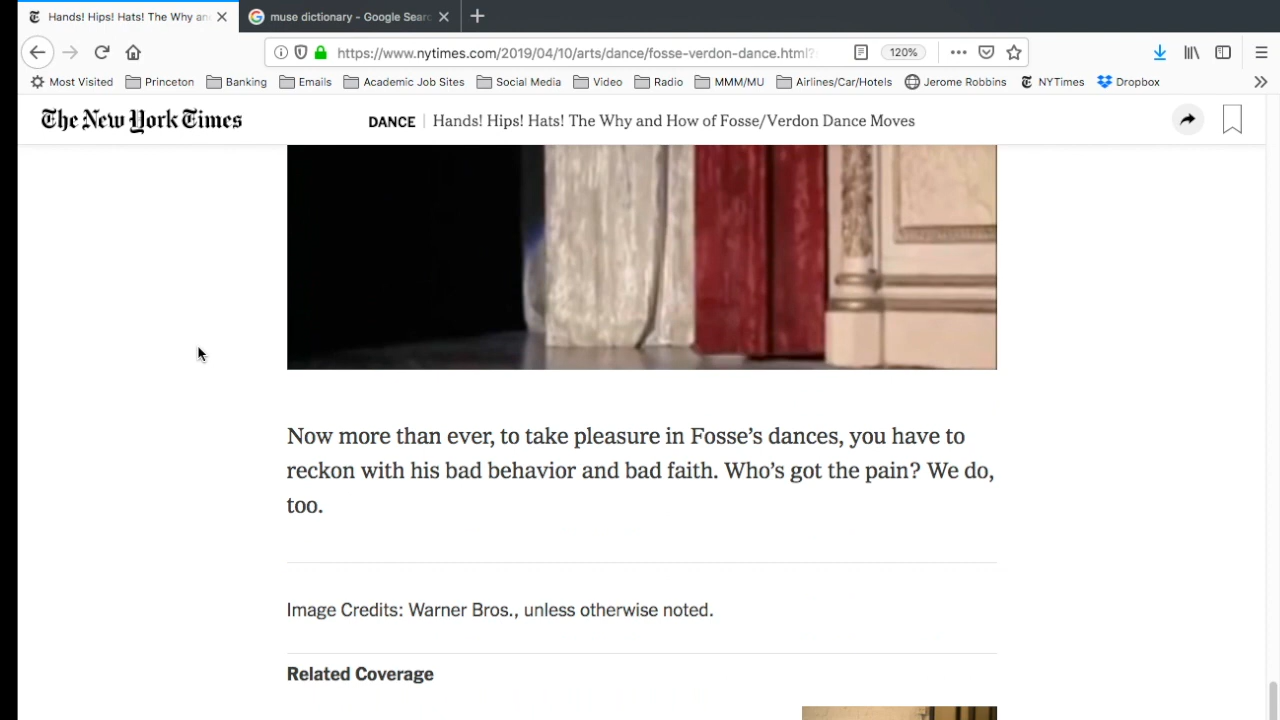 Hands! Hips! Hats! The Why an
muse dictionary - Google Searc
https://www.nytimes.com/2019/04/10/arts/dance/fosse-verdon-dance.html?
120%
Most Visited Princeton Banking Emails Academic Job Sites Social Media Video Radio MMM/MU Airlines/Car/Hotels Jerome Robbins NYTimes Dropbox
The New York Times
DANCE | Hands! Hips! Hats! The Why and How of Fosse/Verdon Dance Moves
Now more than ever, to take pleasure in Fosse's dances, you have to
reckon with his bad behavior and bad faith. Who's got the pain? We do,
too.
Image Credits: Warner Bros., unless otherwise noted.
Related Coverage